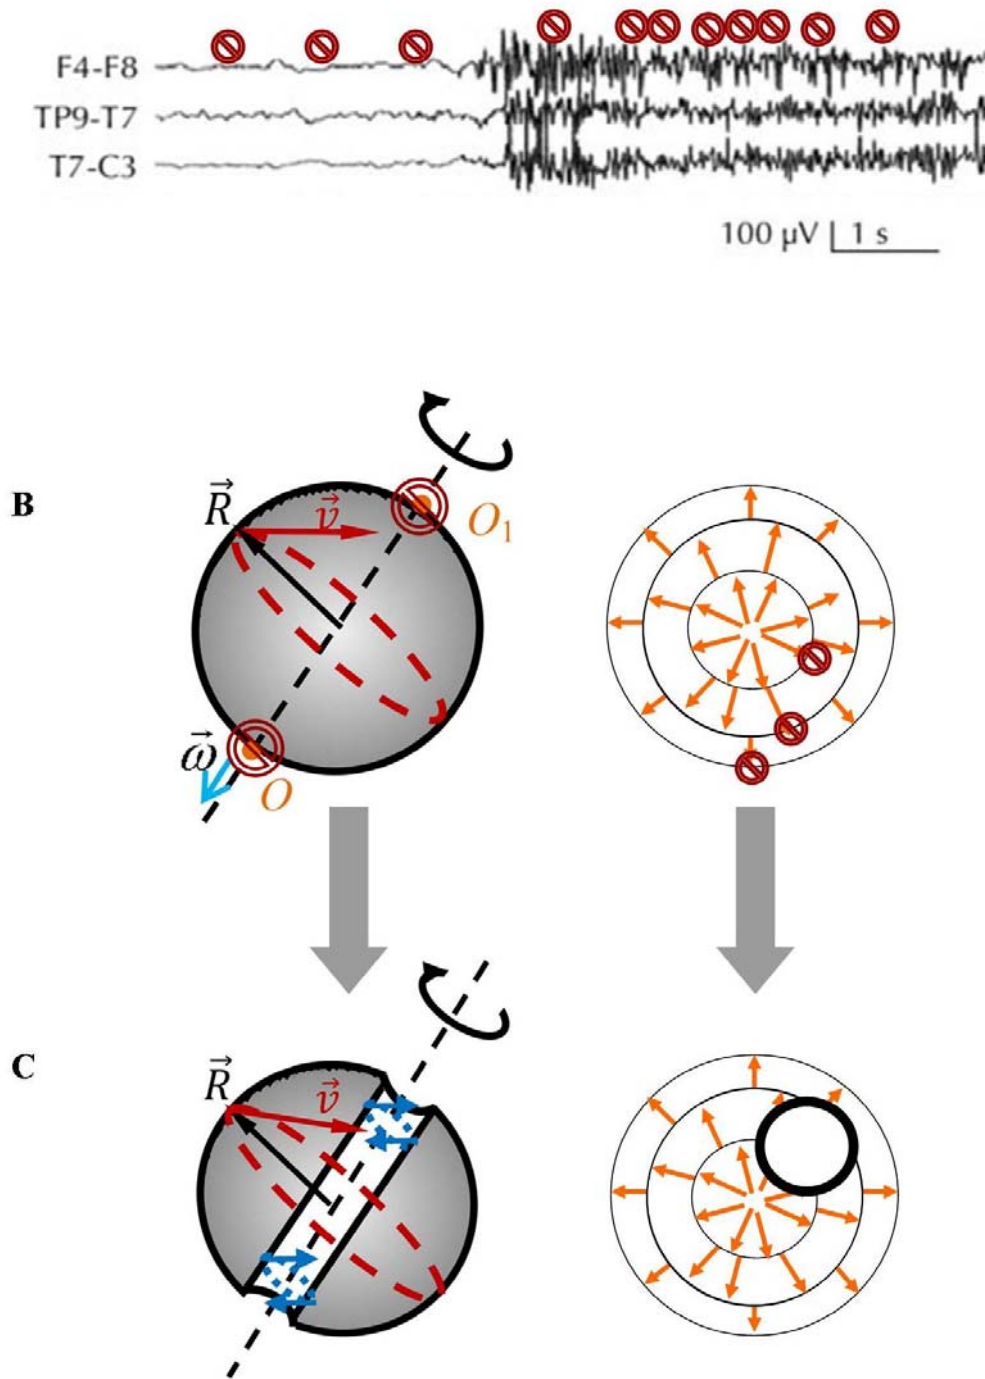 F4-F8
TP9-T7
T7-C3
100 µV 1 s
B
R⃗
v⃗
O₁
ω⃗
O
C
R⃗
v⃗